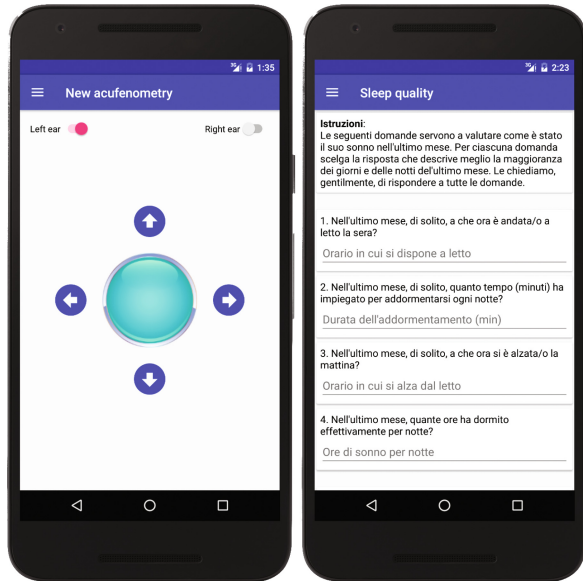 3G 1:35
New acufenometry
Left ear
Right ear
3G 2:23
Sleep quality
Istruzioni:
Le seguenti domande servono a valutare come è stato
il suo sonno nell'ultimo mese. Per ciascuna domanda
scelga la risposta che descrive meglio la maggioranza
dei giorni e delle notti del'ultimo mese. Le chiediamo,
gentilmente, di rispondere a tutte le domande.
1. Nell'ultimo mese, di solito, a che ora è andata/o a
letto la sera?
Orario in cui si dispone a letto
2. Nell'ultimo mese, di solito, quanto tempo (minuti) ha
impiegato per addormentarsi ogni notte?
Durata dell'addormentamento (min)
3. Nell'ultimo mese, di solito, a che ora si è alzata/o la
mattina?
Orario in cui si alza dal letto
4. Nell'ultimo mese, quante ore ha dormito
effettivamente per notte?
Ore di sonno per notte